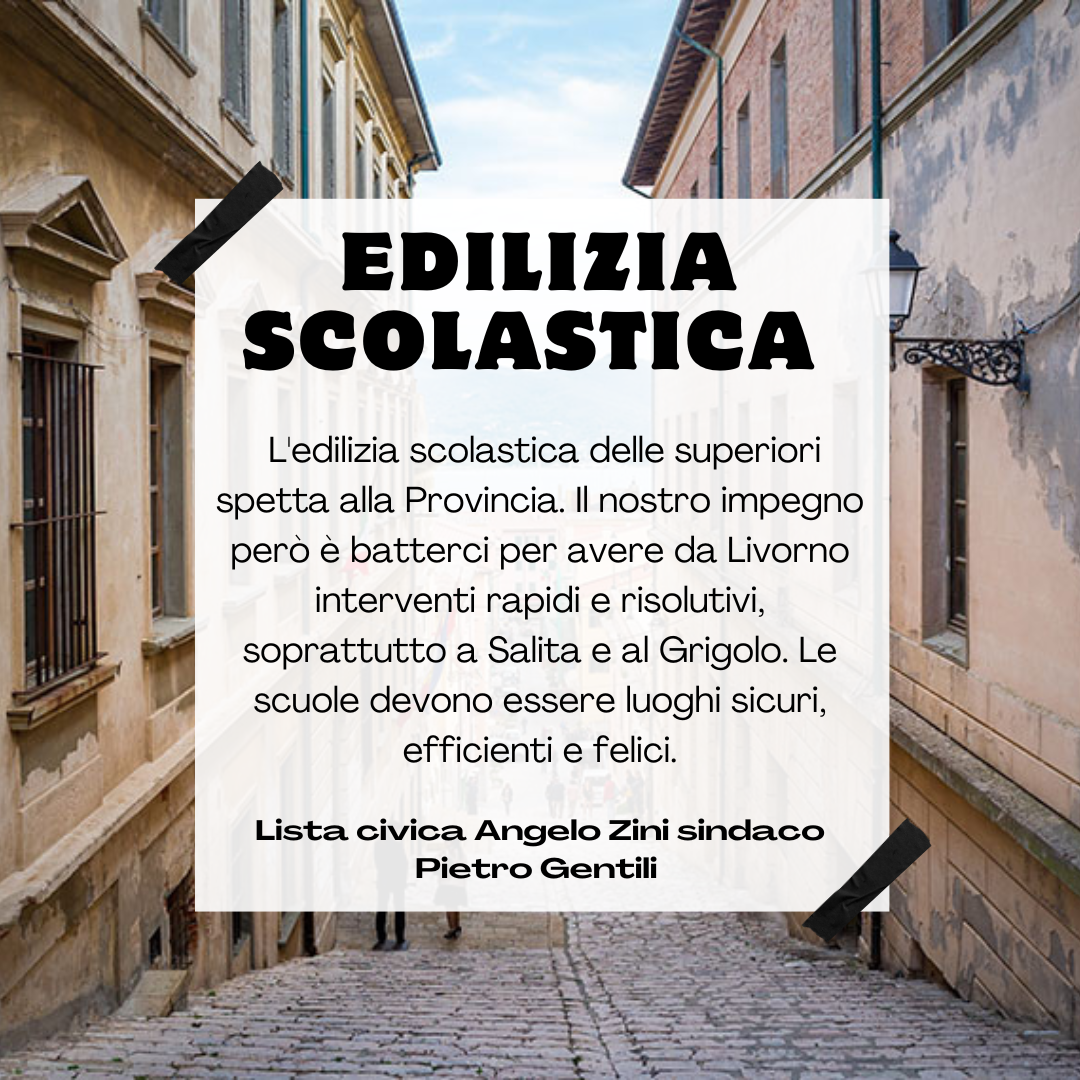 EDILIZIA
SCOLASTICA
L'edilizia scolastica delle superiori
spetta alla Provincia. Il nostro impegno
però è batterci per avere da Livorno
interventi rapidi e risolutivi,
soprattutto a Salita e al Grigolo. Le
scuole devono essere luoghi sicuri,
efficienti e felici.
Lista civica Angelo Zini sindaco
Pietro Gentili